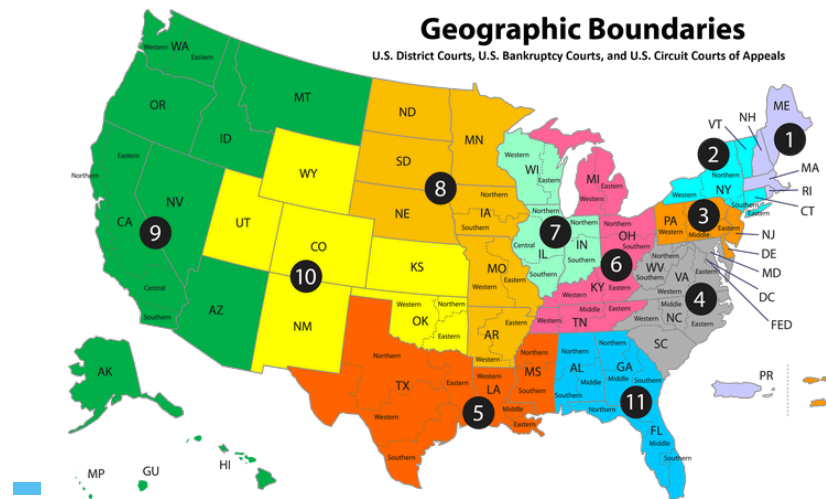 Geographic Boundaries
U.S. District Courts, U.S. Bankruptcy Courts, and U.S. Circuit Courts of Appeals
WA
Western
Eastern
OR
ID
MT
Northern
Eastern
CA
NV
9
Central
Southern
AZ
AK
HI
GU
MP
WY
UT
CO
10
NM
KS
OK
Western
Northern
Eastern
ND
SD
NE
MN
8
IA
Northern
Southern
MO
Western
Eastern
AR
Western
Eastern
TX
Northern
Eastern
Western
Southern
LA
Western
Middle
Eastern
5
MS
Northern
Southern
WI
Western
Eastern
7
IL
Northern
Central
Southern
IN
Northern
Southern
MI
Western
Eastern
OH
Northern
Southern
6
KY
Western
Eastern
TN
Western
Middle
Eastern
AL
Northern
Middle
Southern
GA
Northern
Middle
Southern
11
FL
Northern
Middle
Southern
WV
Northern
Southern
VA
Western
Eastern
4
NC
Western
Middle
Eastern
SC
PA
Western
Middle
Eastern
3
NY
Western
Northern
Southern
Eastern
2
VT
NH
ME
1
MA
RI
CT
NJ
DE
MD
DC
FED
PR